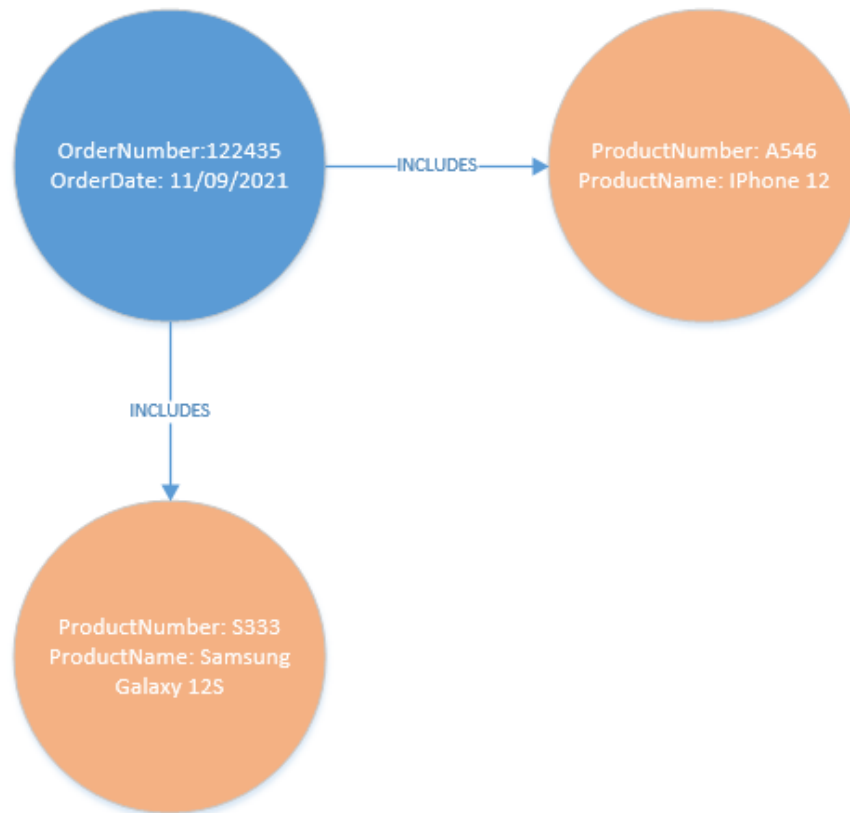 OrderNumber:122435
OrderDate: 11/09/2021
INCLUDES
ProductNumber: A546
ProductName: IPhone 12
INCLUDES
ProductNumber: S333
ProductName: Samsung
Galaxy 12S